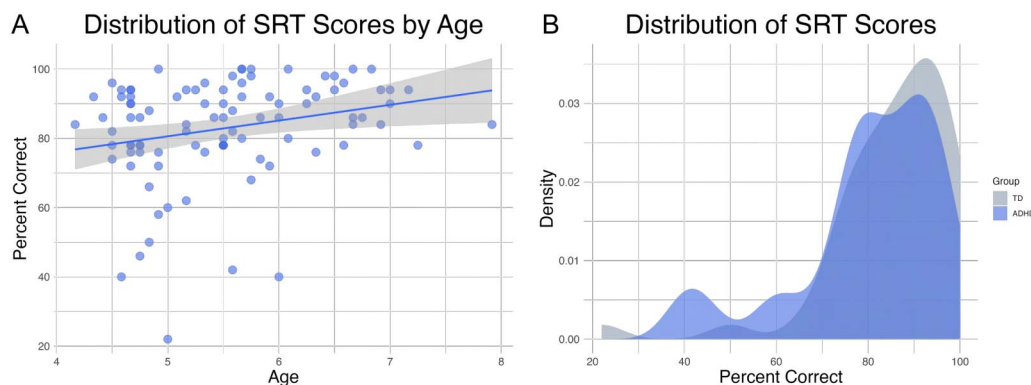 A
Distribution of SRT Scores by Age
Percent Correct
100
80
60
40
20
4
5
6
7
8
Age
B
Distribution of SRT Scores
Density
0.03
0.02
0.01
0.00
20
40
60
80
100
Percent Correct
Group
TD
ADHD